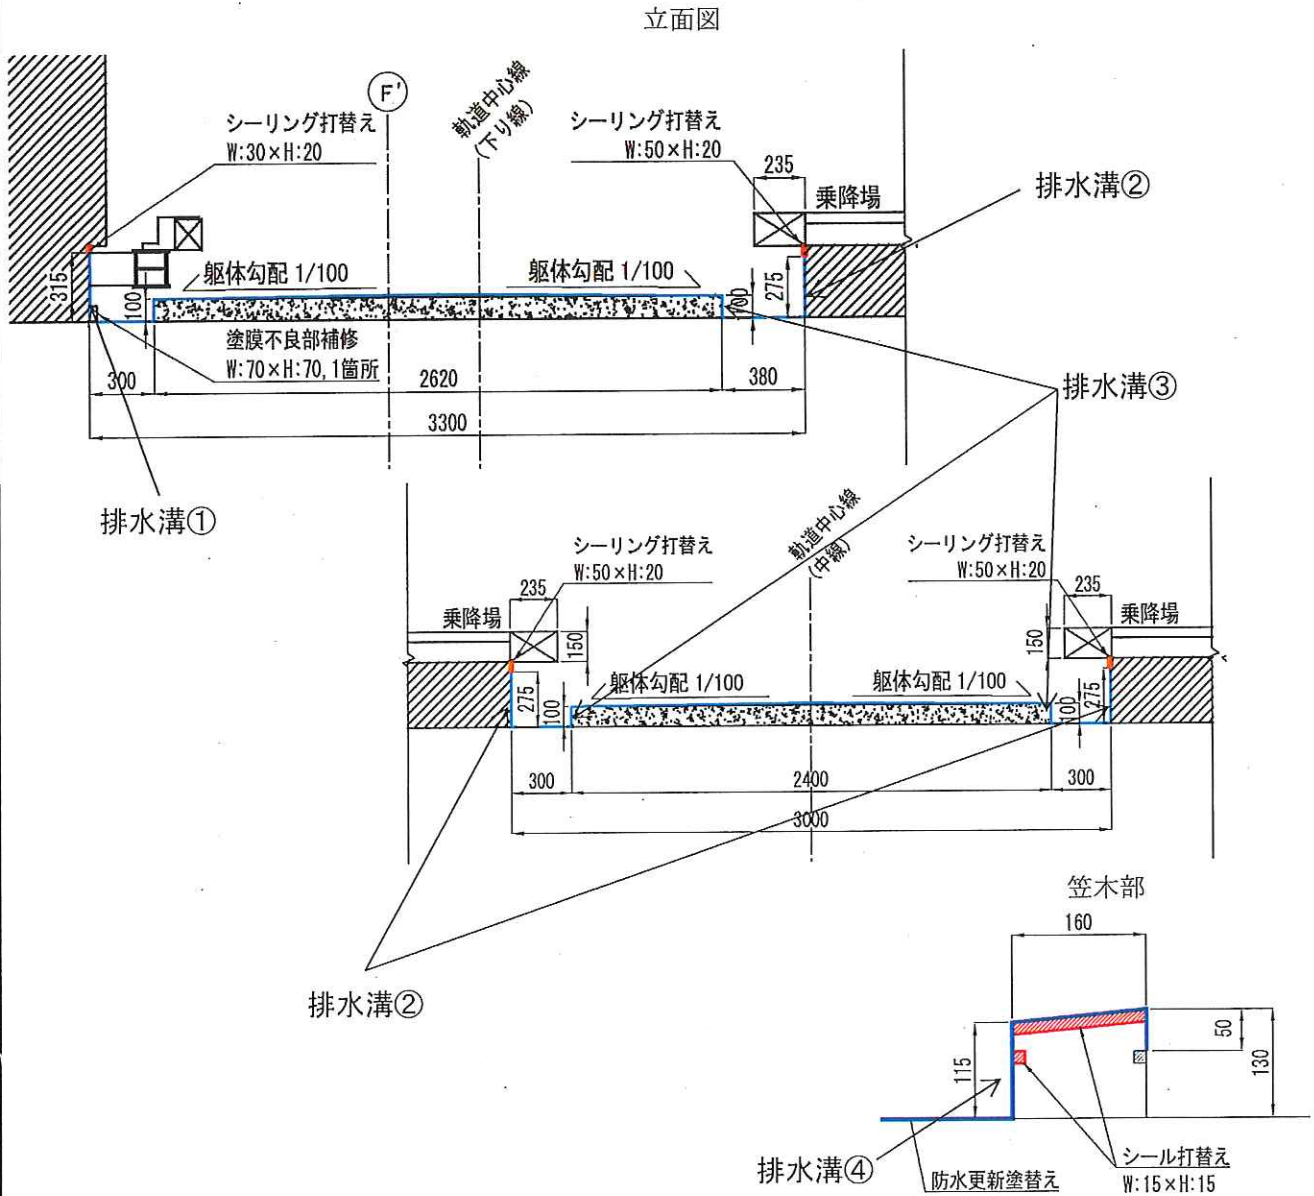 立面図
F'
軌道中心線
(下り線)
シーリング打替え
W:30×H:20
シーリング打替え
W:50×H:20
235
乗降場
排水溝②
315
100
躯体勾配 1/100
躯体勾配 1/100
100
275
塗膜不良部補修
W:70×H:70, 1箇所
300
2620
380
3300
排水溝③
排水溝①
軌道中心線
(中線)
シーリング打替え
W:50×H:20
シーリング打替え
W:50×H:20
235
乗降場
150
235
乗降場
150
275
100
躯体勾配 1/100
躯体勾配 1/100
100
275
300
2400
300
3000
排水溝②
笠木部
160
115
50
130
排水溝④
防水更新塗替え
シール打替え
W:15×H:15